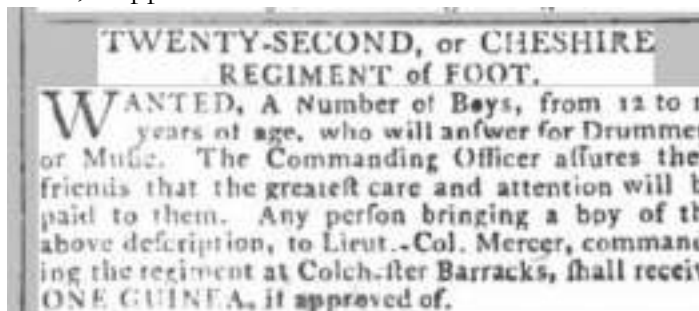 TWENTY-SECOND, or CHESHIRE
REGIMENT of FOOT.
WANTED, A Number of Boys, from 12 to
years of age, who will anſwer for Drumme
or Muſic. The Commanding Officer aſſures the
friends that the greateſt care and attention will b
paid to them. Any perſon bringing a boy of th
above deſcription, to Lieut.-Col. Mercer, command
ing the regiment at Colch-ſter Barracks, ſhall receiv
ONE GUINEA, if approved of.